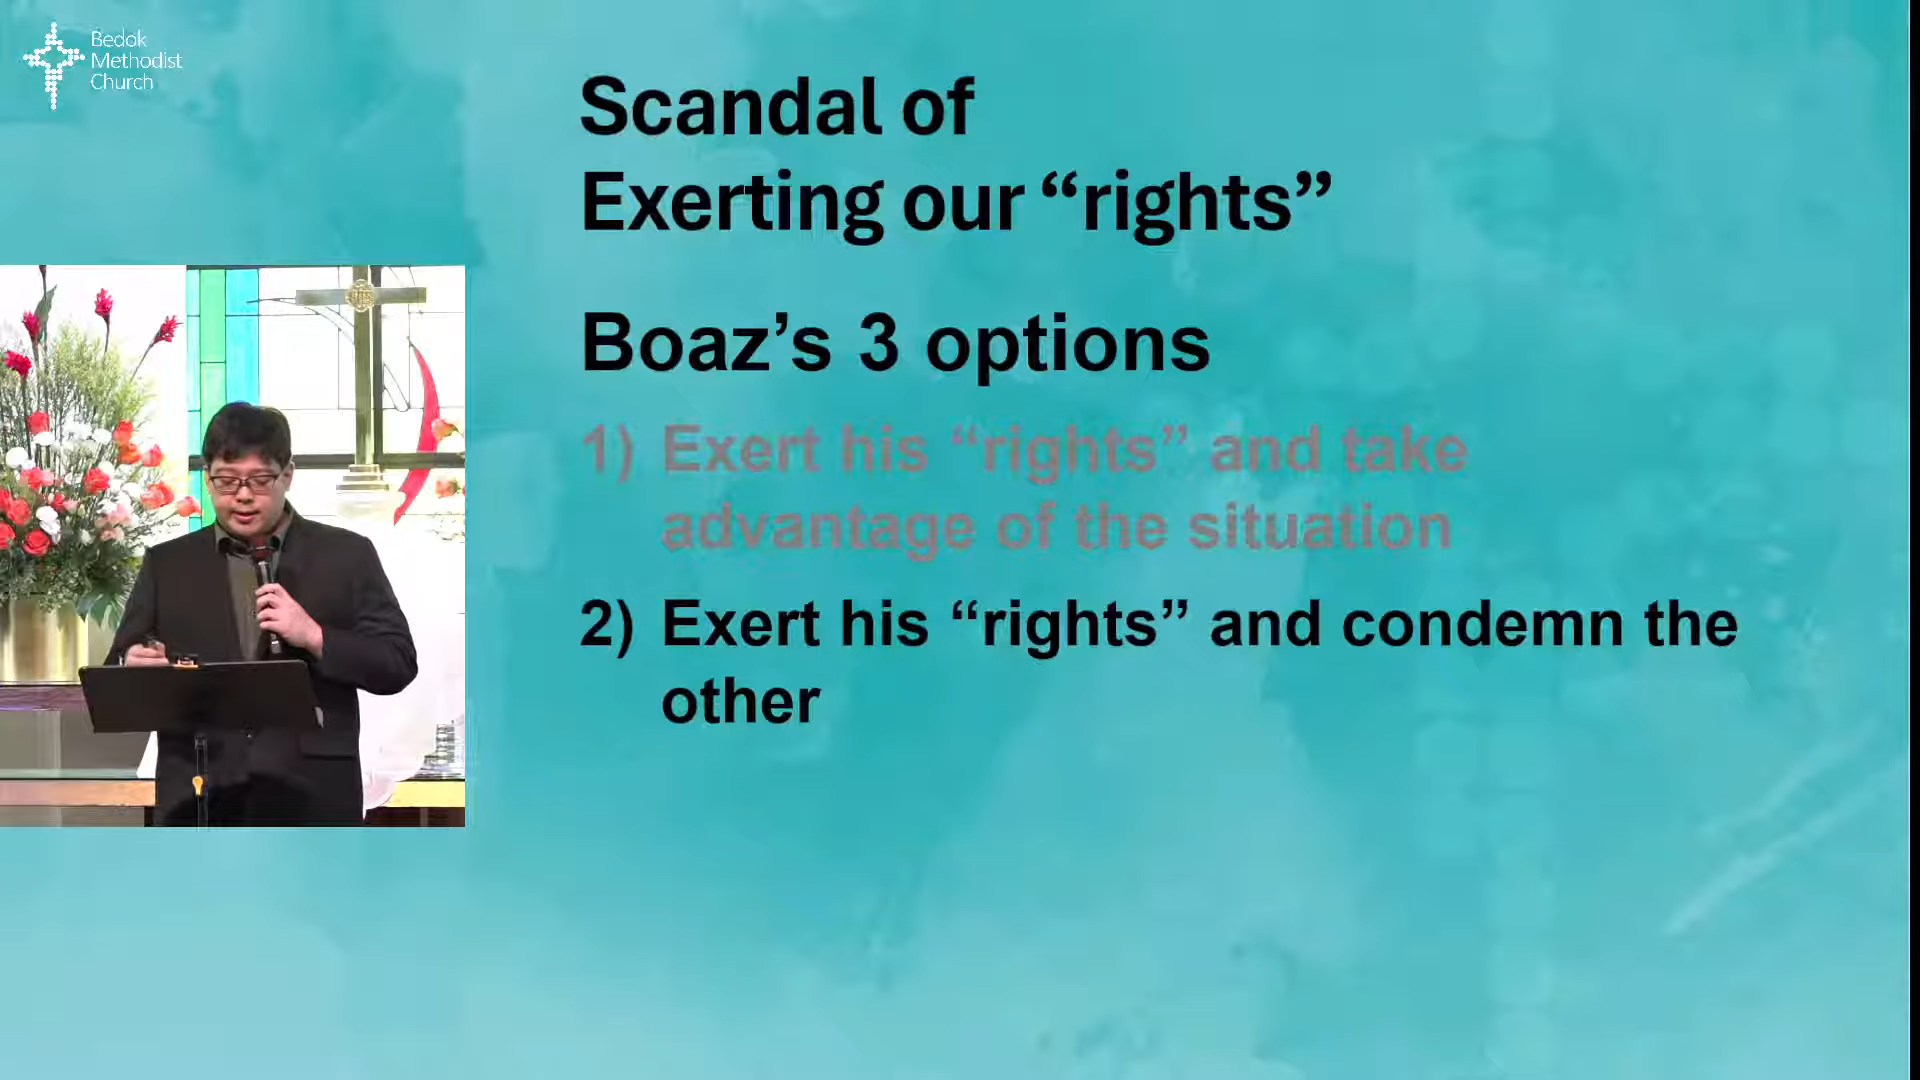 Bedok
Methodist
Church
Scandal of
Exerting our “rights”
Boaz’s 3 options
1) Exert his “rights” and take
advantage of the situation
2) Exert his “rights” and condemn the
other